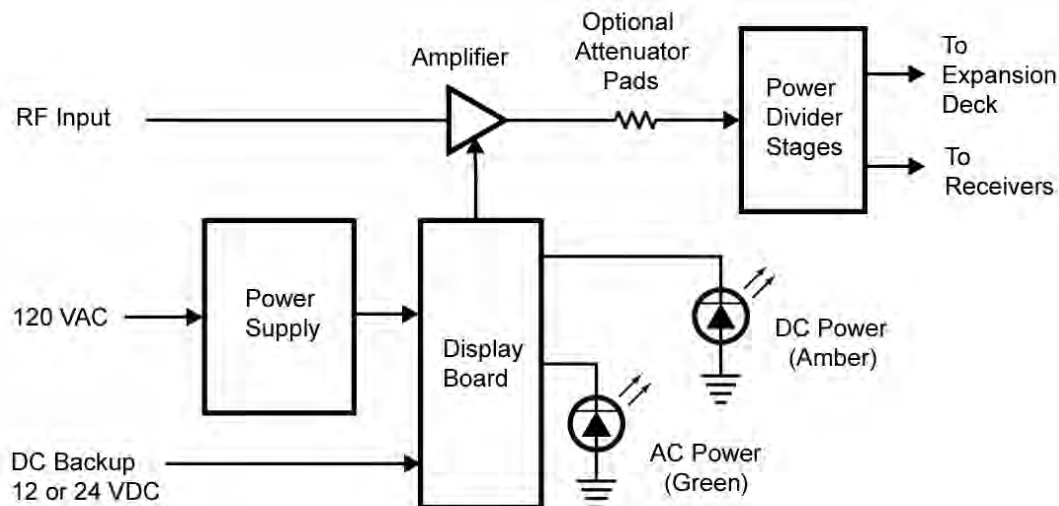 Optional
Attenuator
Pads
Amplifier
To
Expansion
Deck
Power
Divider
Stages
RF Input
To
Receivers
120 VAC
Power
Supply
Display
Board
DC Power
(Amber)
DC Backup
12 or 24 VDC
AC Power
(Green)